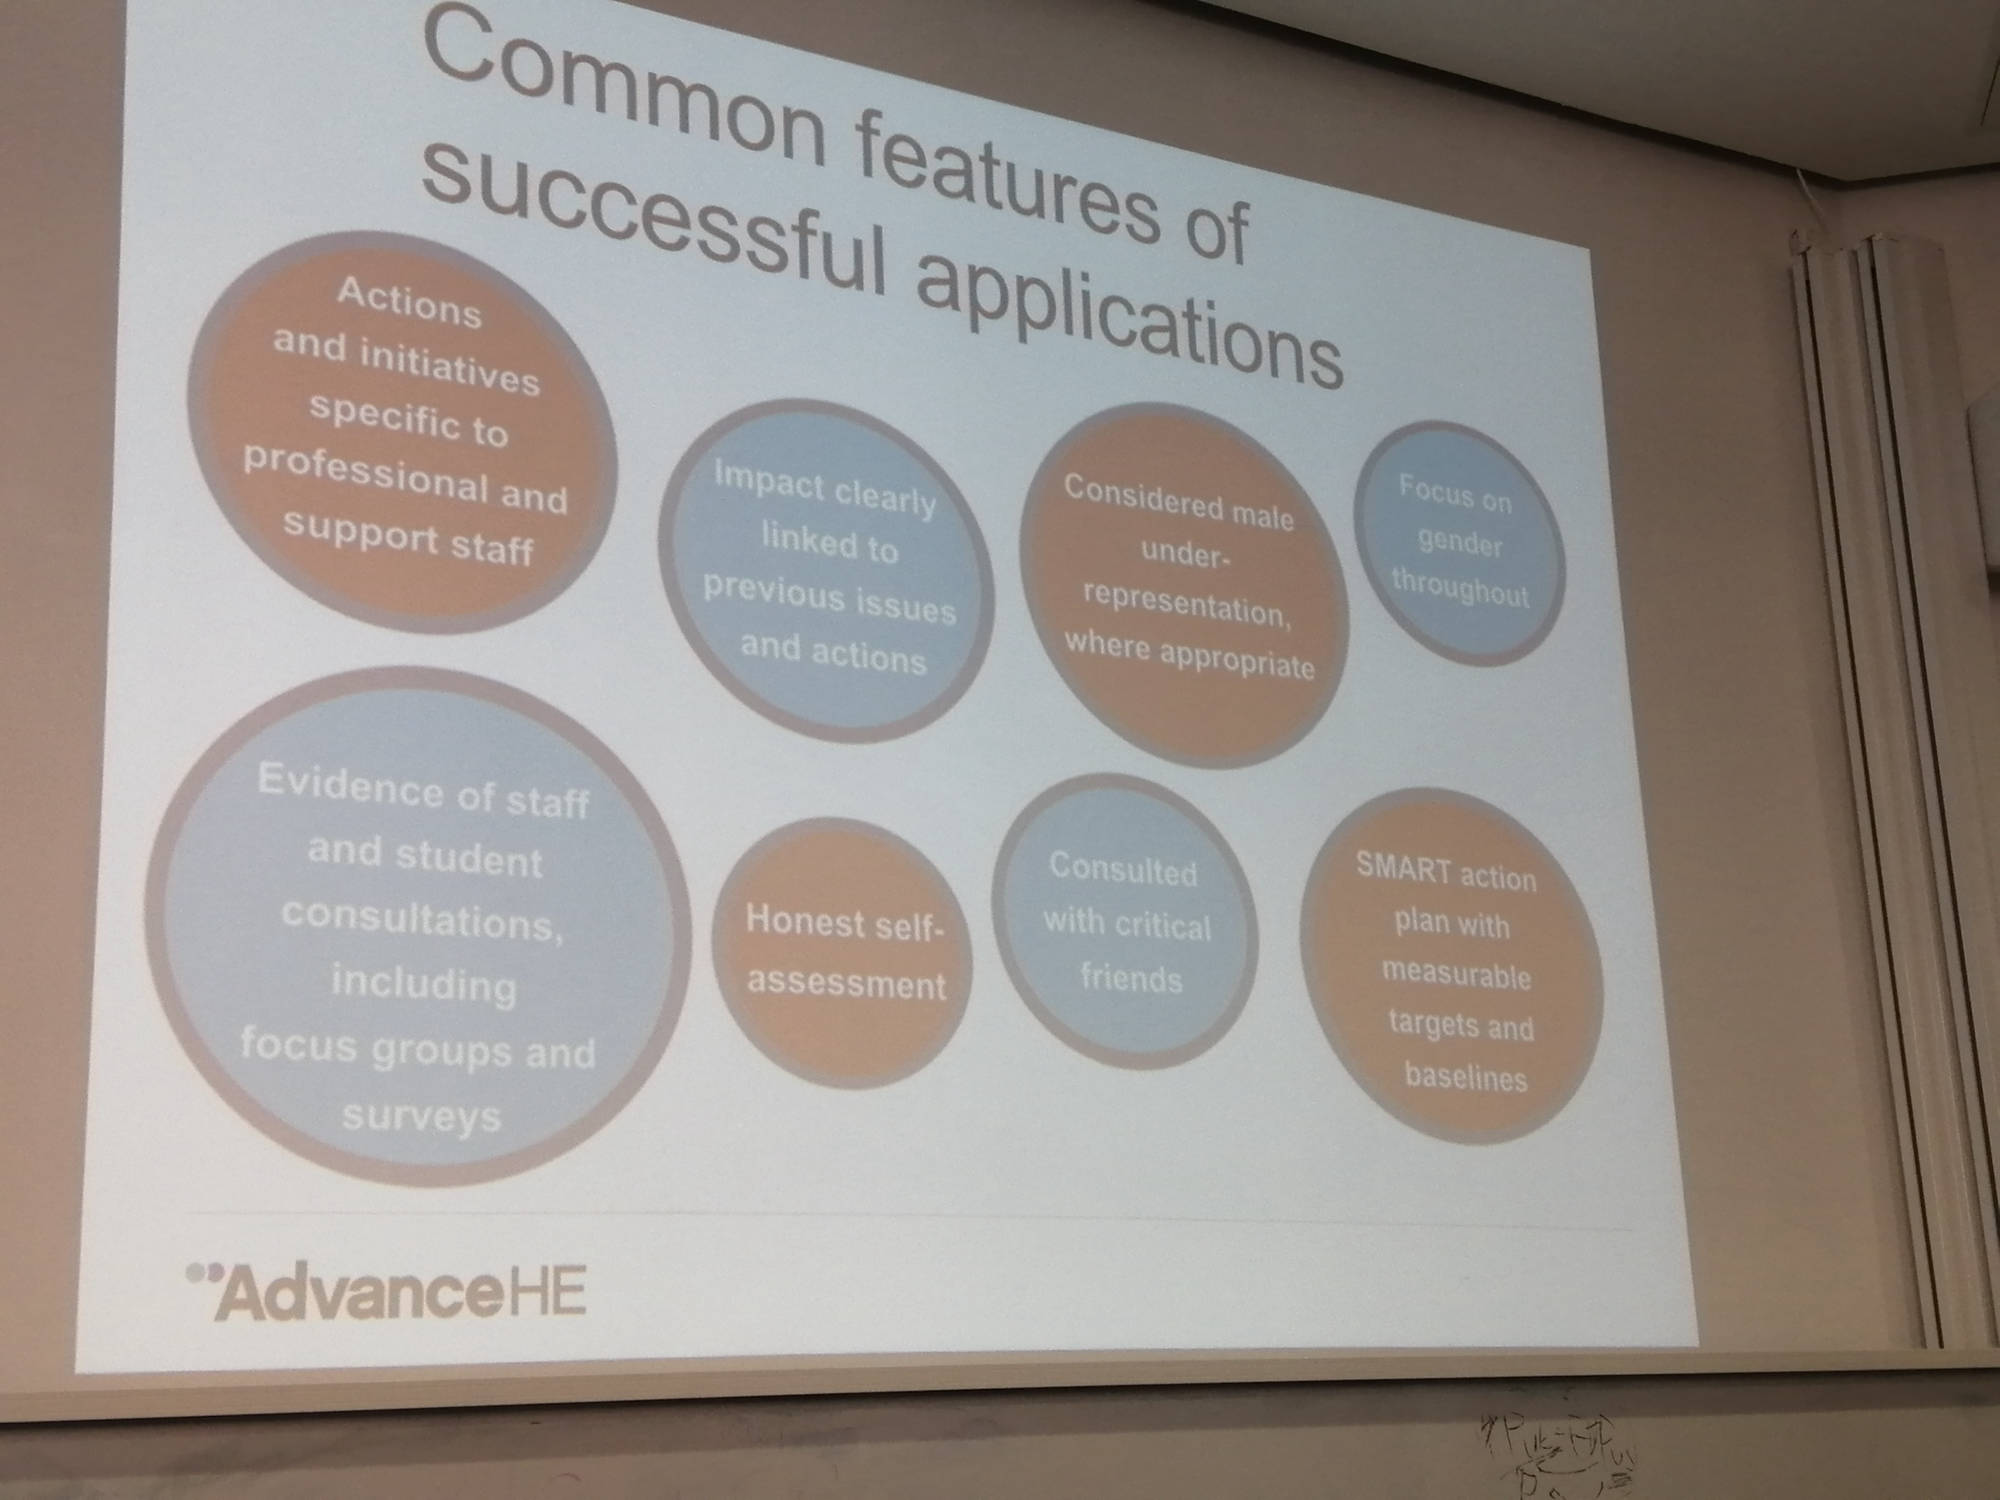 Common features of
successful applications
Actions
and initiatives
specific to
professional and
support staff
Impact clearly
linked to
previous issues
and actions
Considered male
under-
representation,
where appropriate
Focus on
gender
throughout
Evidence of staff
and student
consultations,
including
focus groups and
surveys
Honest self-
assessment
Consulted
with critical
friends
SMART action
plan with
measurable
targets and
baselines
AdvanceHE